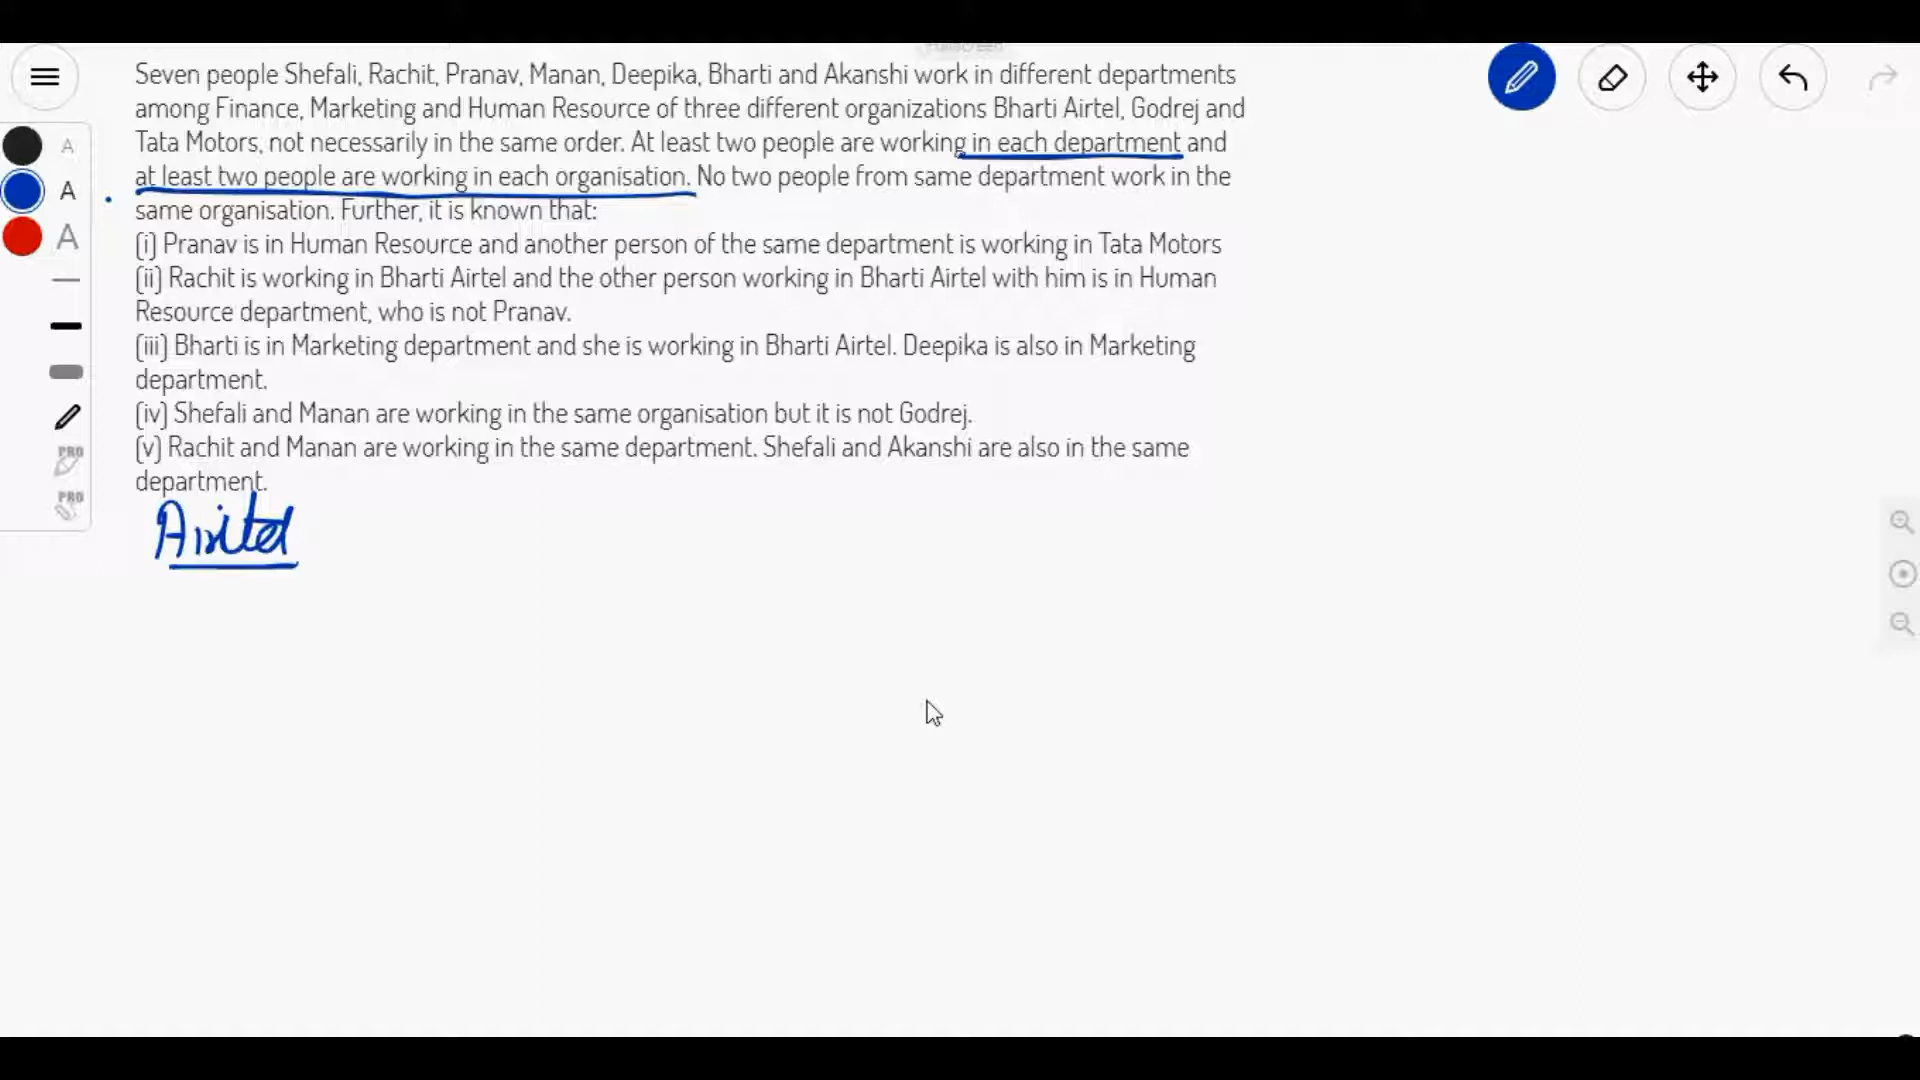 Seven people Shefali, Rachit, Pranav, Manan, Deepika, Bharti and Akanshi work in different departments
among Finance, Marketing and Human Resource of three different organizations Bharti Airtel, Godrej and
Tata Motors, not necessarily in the same order. At least two people are working in each department and
at least two people are working in each organisation. No two people from same department work in the
same organisation. Further, it is known that:
(i) Pranav is in Human Resource and another person of the same department is working in Tata Motors
(ii) Rachit is working in Bharti Airtel and the other person working in Bharti Airtel with him is in Human
Resource department, who is not Pranav.
(iii) Bharti is in Marketing department and she is working in Bharti Airtel. Deepika is also in Marketing
department.
(iv) Shefali and Manan are working in the same organisation but it is not Godrej.
(v) Rachit and Manan are working in the same department. Shefali and Akanshi are also in the same
department.
Airtel
A
A
A
PRO
PRO